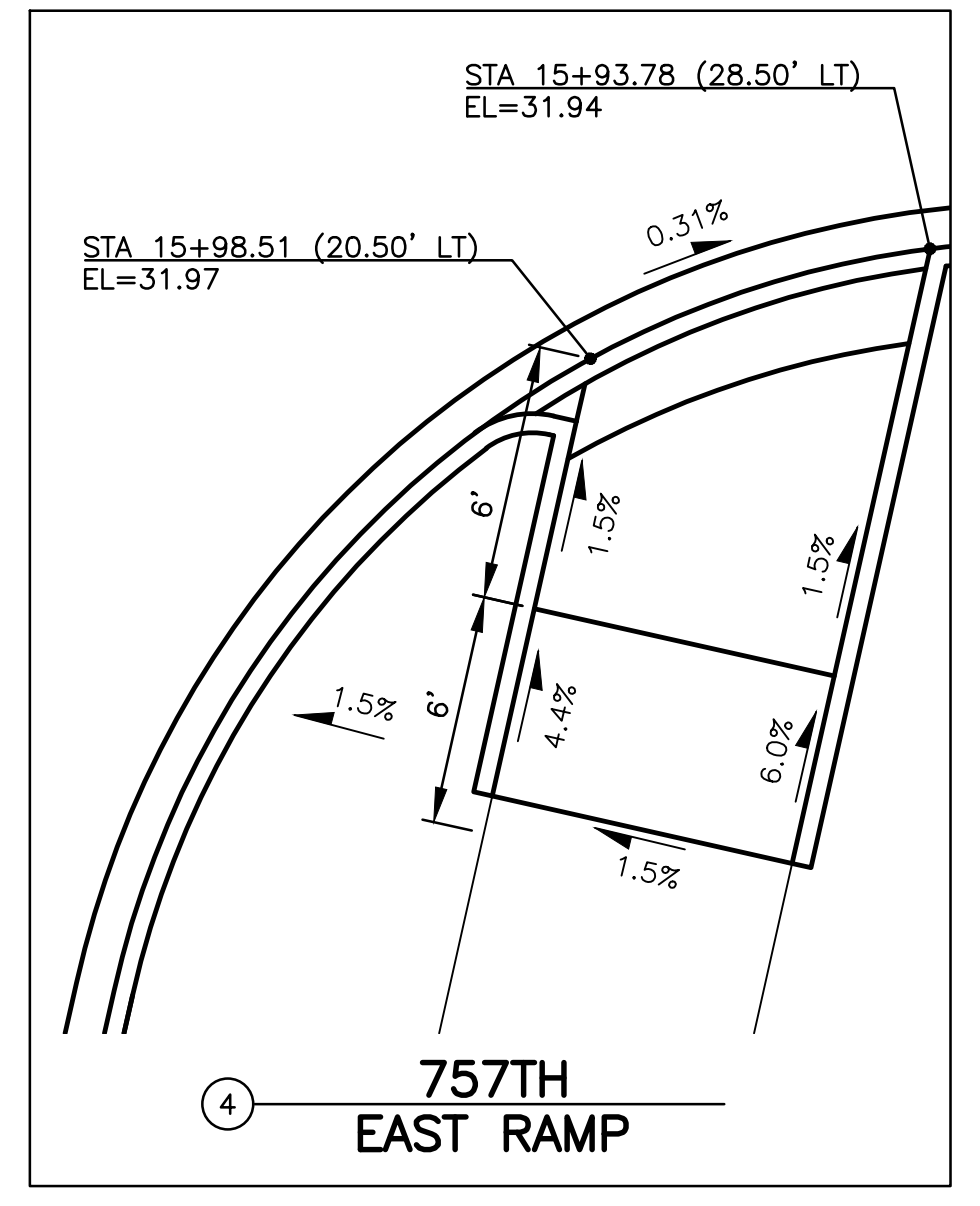 STA 15+93.78 (28.50' LT)
EL=31.94
0.31%
STA 15+98.51 (20.50' LT)
EL=31.97
6'
1.5%
1.5%
6'
1.5%
4.4%
6.0%
1.5%
4
757TH
EAST RAMP